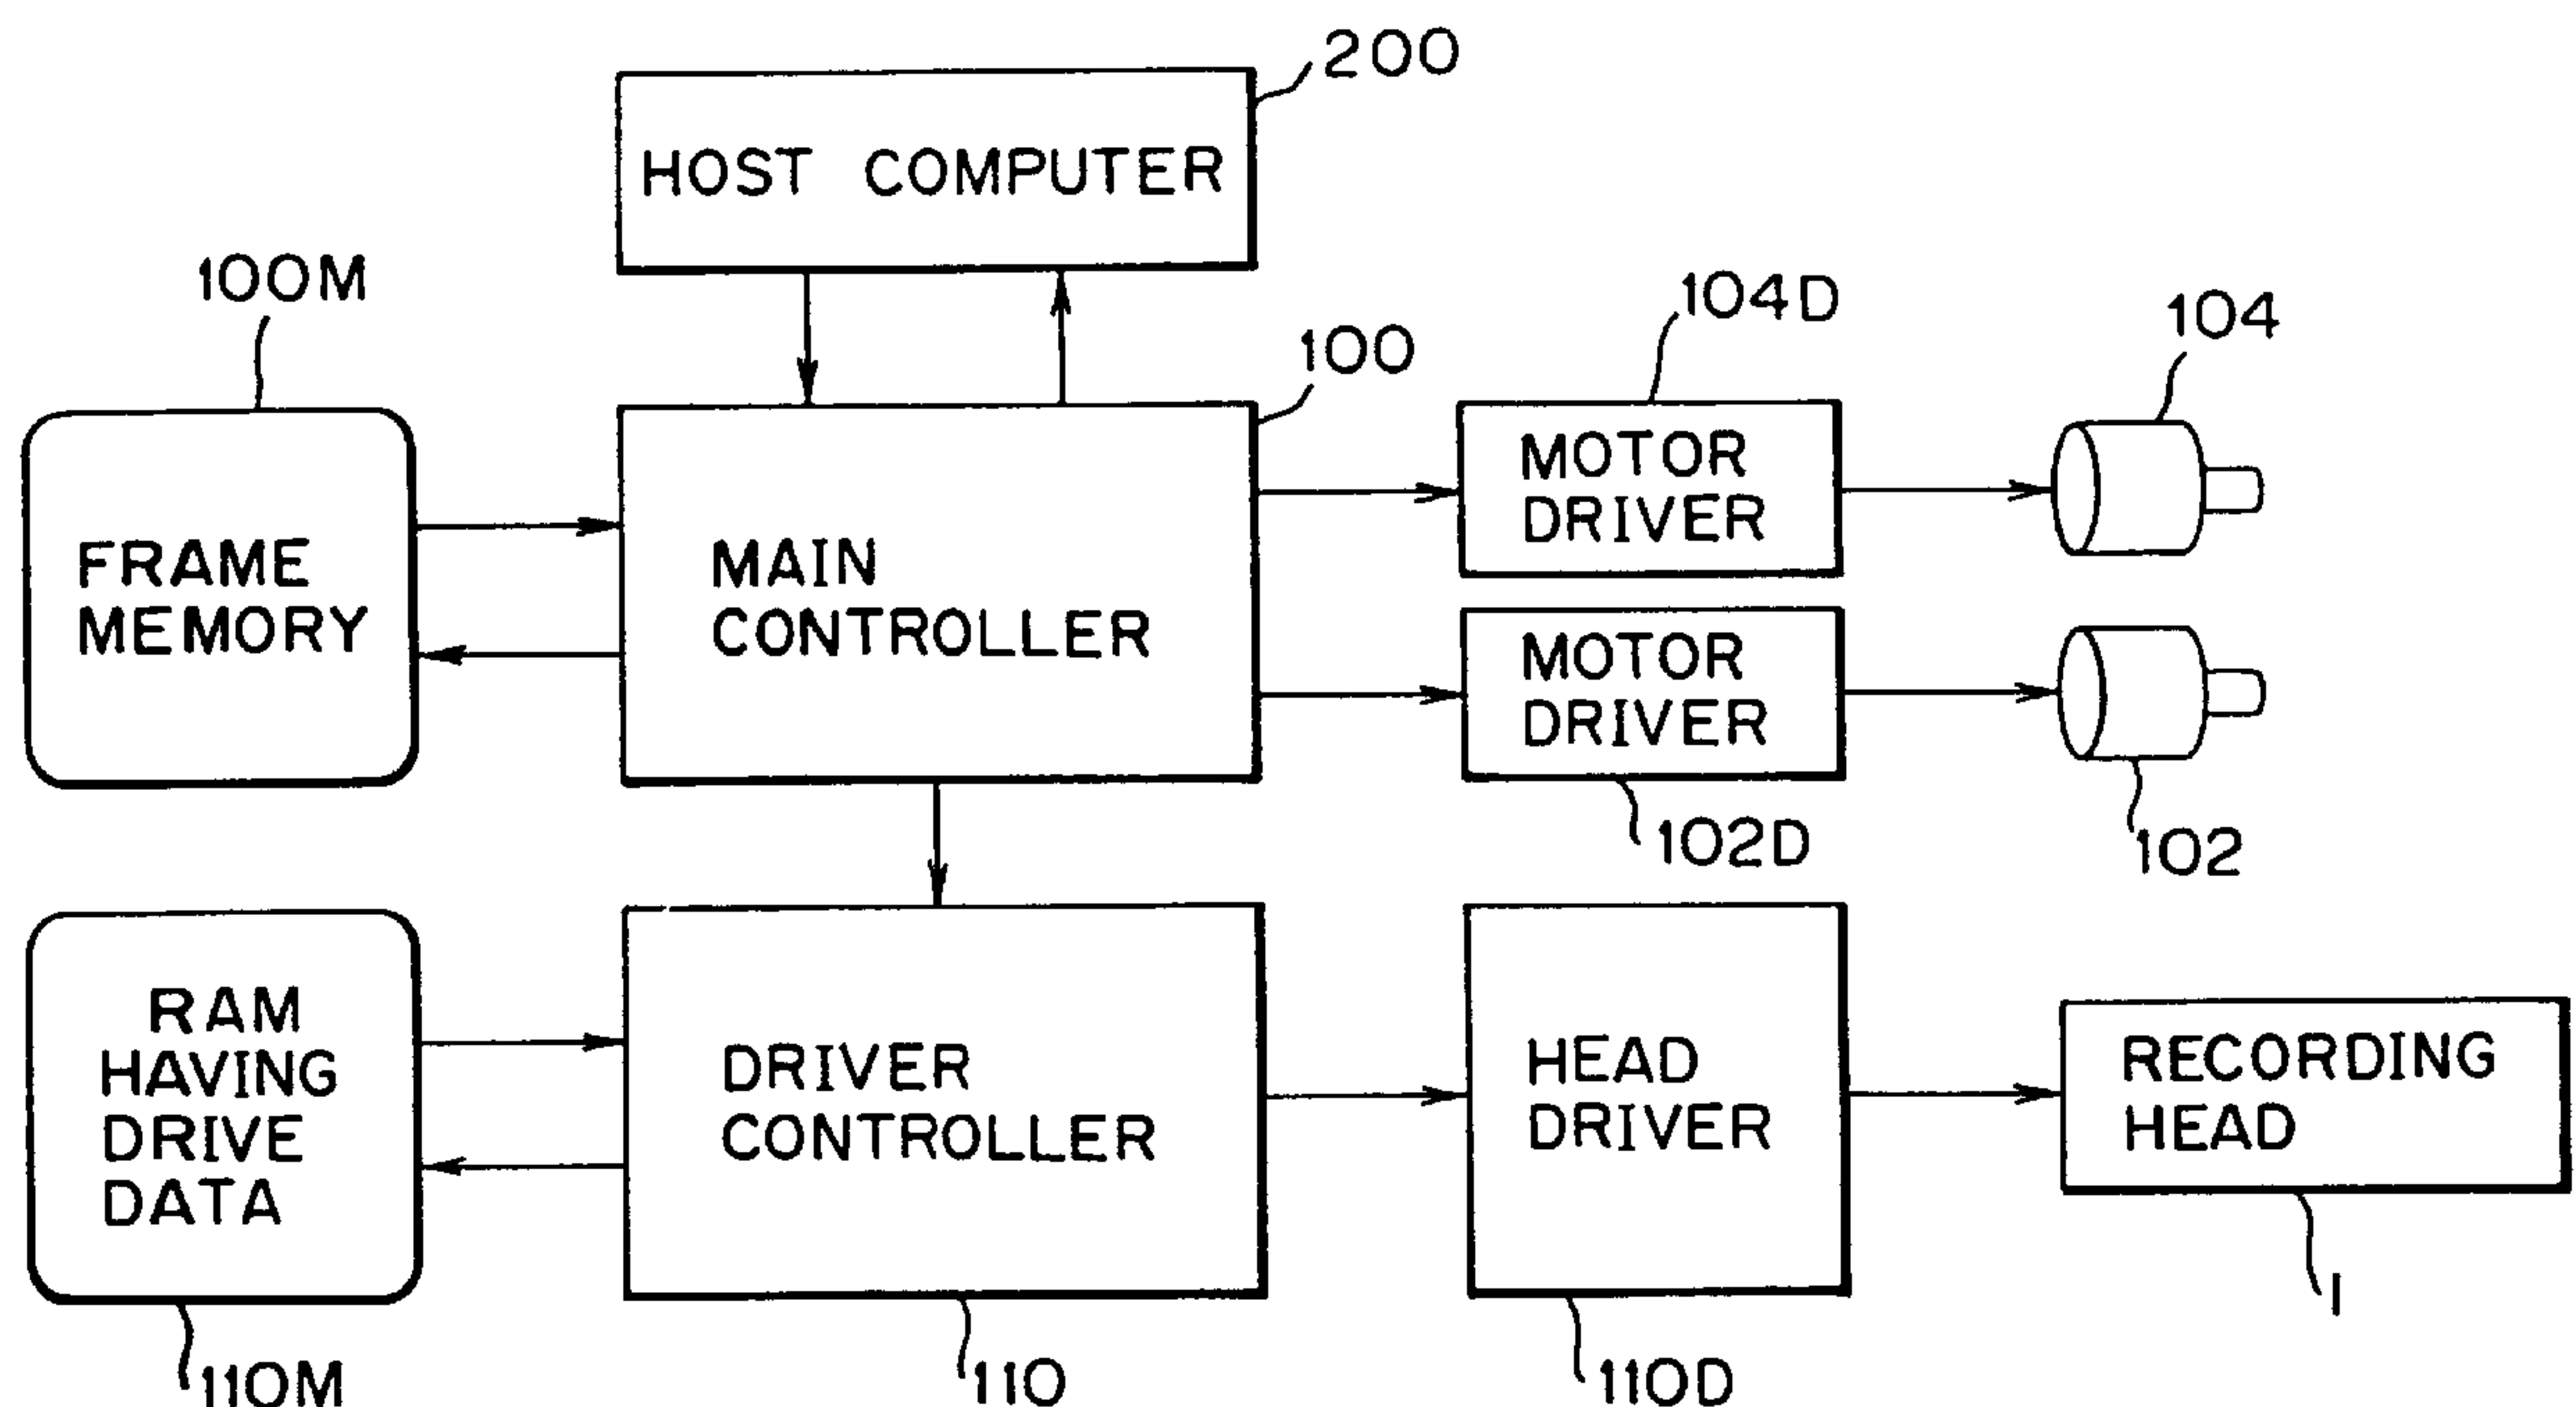 200
HOST COMPUTER
100M
104D
104
100
FRAME
MEMORY
MAIN
CONTROLLER
MOTOR
DRIVER
MOTOR
DRIVER
102D
102
RAM
HAVING
DRIVE
DATA
DRIVER
CONTROLLER
HEAD
DRIVER
RECORDING
HEAD
1
110M
110
110D